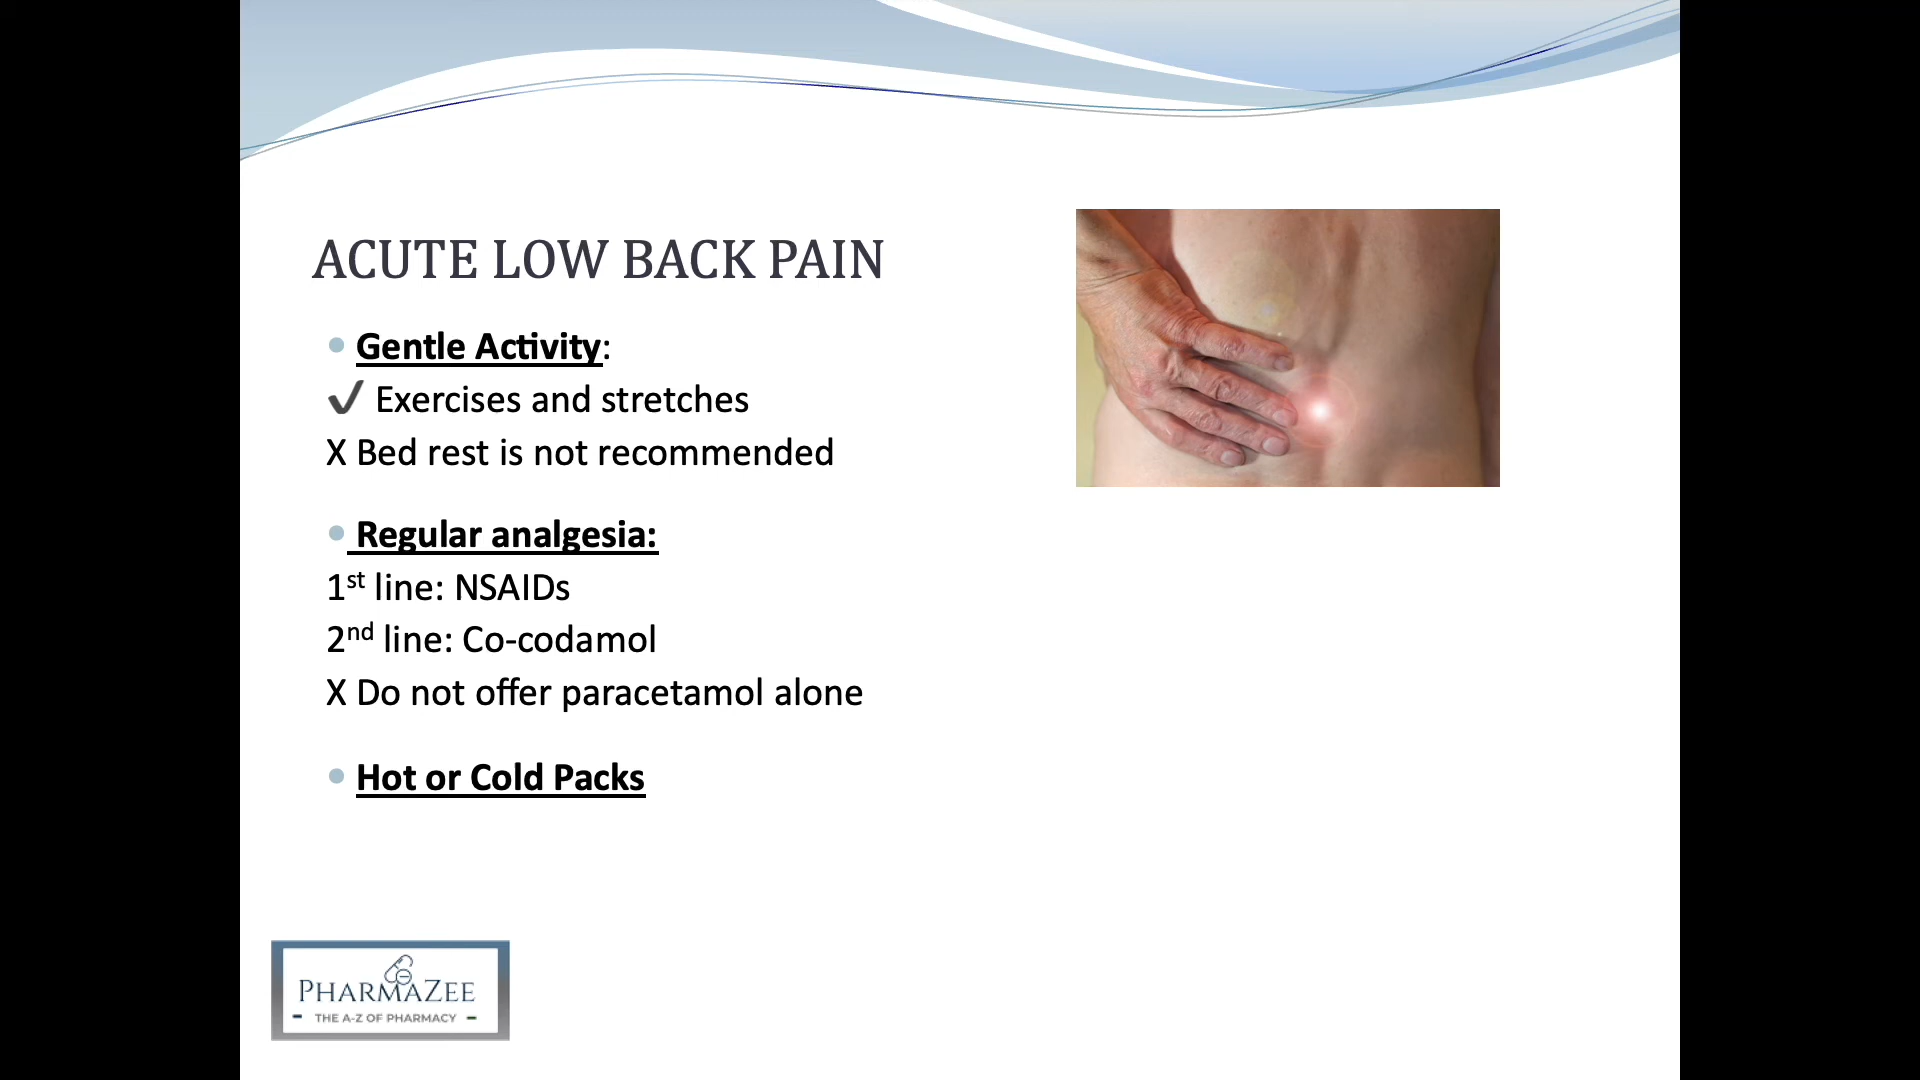 ACUTE LOW BACK PAIN
• Gentle Activity:
✔ Exercises and stretches
X Bed rest is not recommended
• Regular analgesia:
1st line: NSAIDs
2nd line: Co-codamol
X Do not offer paracetamol alone
• Hot or Cold Packs
PHARMAZEE
THE A-Z OF PHARMACY